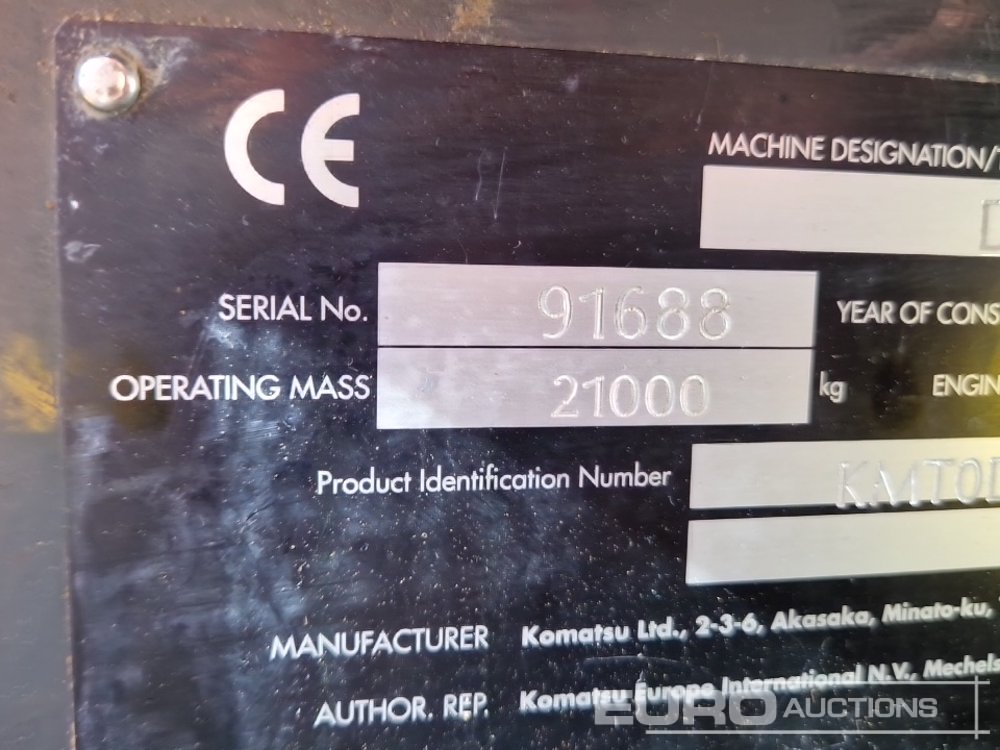 CE
MACHINE DESIGNATION/
SERIAL No. 91688 YEAR OF CONS
OPERATING MASS 21000 kg ENGIN
Product Identification Number KMT0
MANUFACTURER Komatsu Ltd., 2-3-6, Akasaka, Minato-ku,
AUTHOR. REP. Komatsu Europe International N.V., Mechels
EURO AUCTIONS